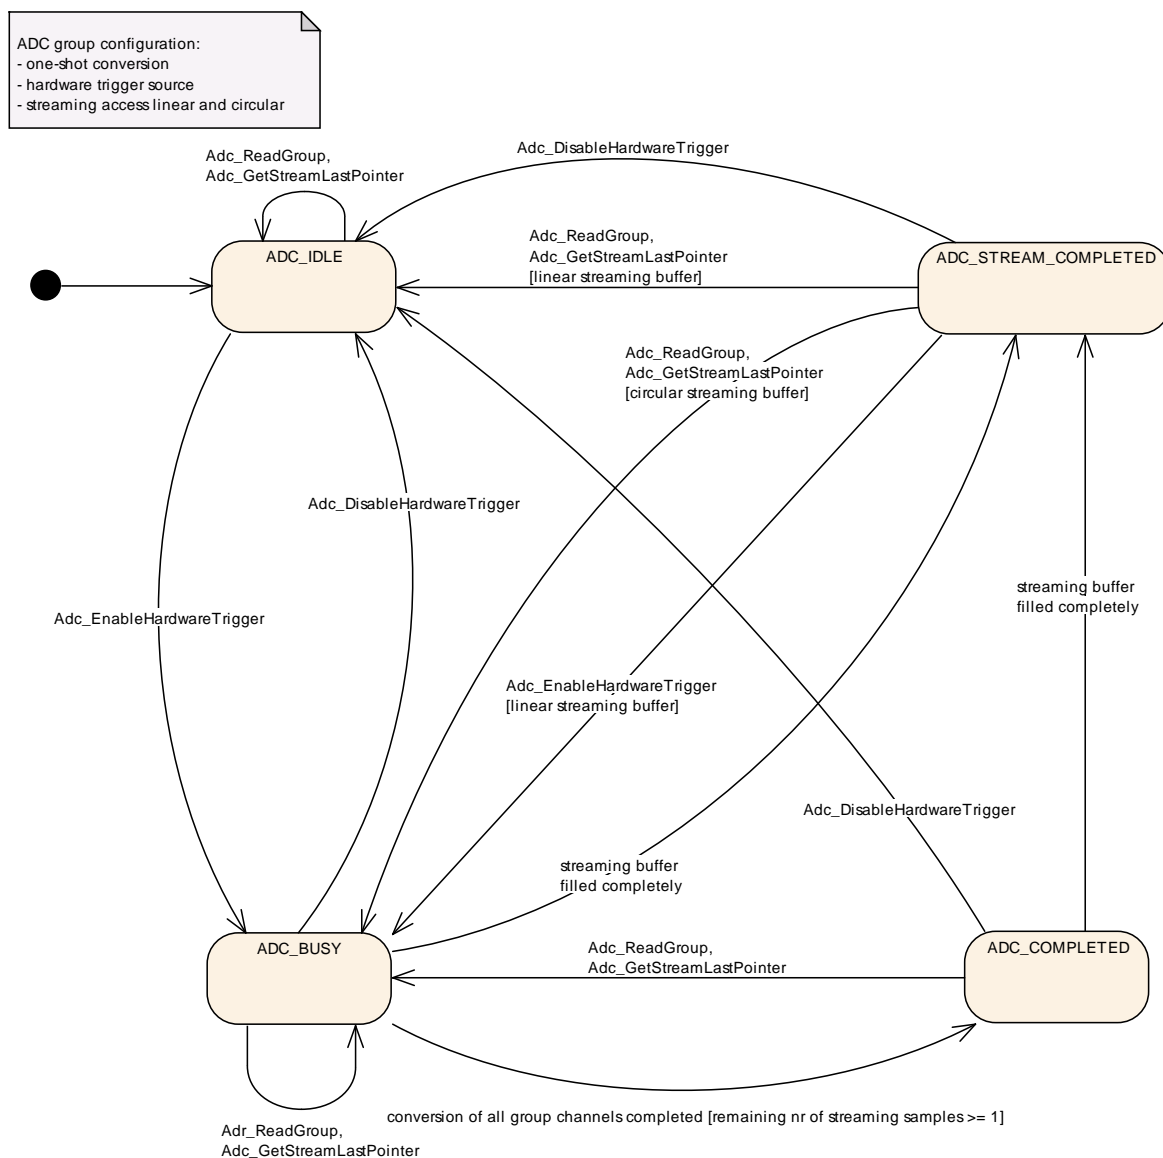 ADC group configuration:
- one-shot conversion
- hardware trigger source
- streaming access linear and circular
Adc_DisableHardwareTrigger
Adc_ReadGroup,
Adc_GetStreamLastPointer
ADC_IDLE
Adc_ReadGroup,
Adc_GetStreamLastPointer
[linear streaming buffer]
ADC_STREAM_COMPLETED
Adc_ReadGroup,
Adc_GetStreamLastPointer
[circular streaming buffer]
Adc_DisableHardwareTrigger
streaming buffer
filled completely
Adc_EnableHardwareTrigger
Adc_EnableHardwareTrigger
[linear streaming buffer]
Adc_DisableHardwareTrigger
streaming buffer
filled completely
ADC_BUSY
Adc_ReadGroup,
Adc_GetStreamLastPointer
ADC_COMPLETED
conversion of all group channels completed [remaining nr of streaming samples >= 1]
Adr_ReadGroup,
Adc_GetStreamLastPointer